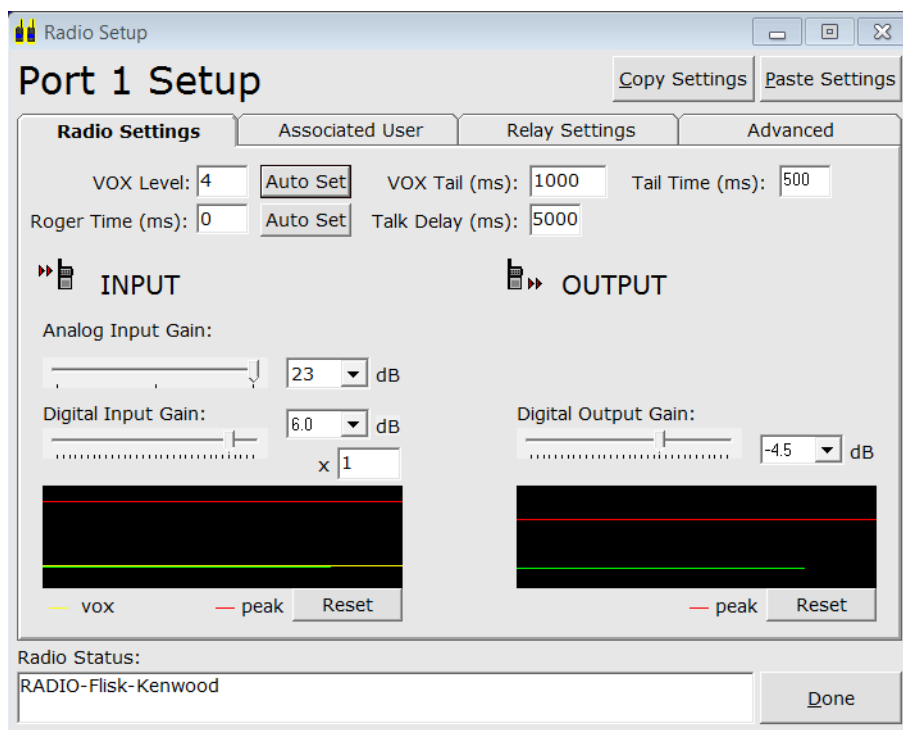 Radio Setup
Port 1 Setup
Copy Settings
Paste Settings
Radio Settings
Associated User
Relay Settings
Advanced
VOX Level: 4 Auto Set VOX Tail (ms): 1000 Tail Time (ms): 500
Roger Time (ms): 0 Auto Set Talk Delay (ms): 5000
INPUT
OUTPUT
Analog Input Gain:
23 dB
Digital Input Gain:
6.0 dB
x 1
Digital Output Gain:
-4.5 dB
vox
peak
Reset
peak
Reset
Radio Status:
RADIO-Flisk-Kenwood
Done